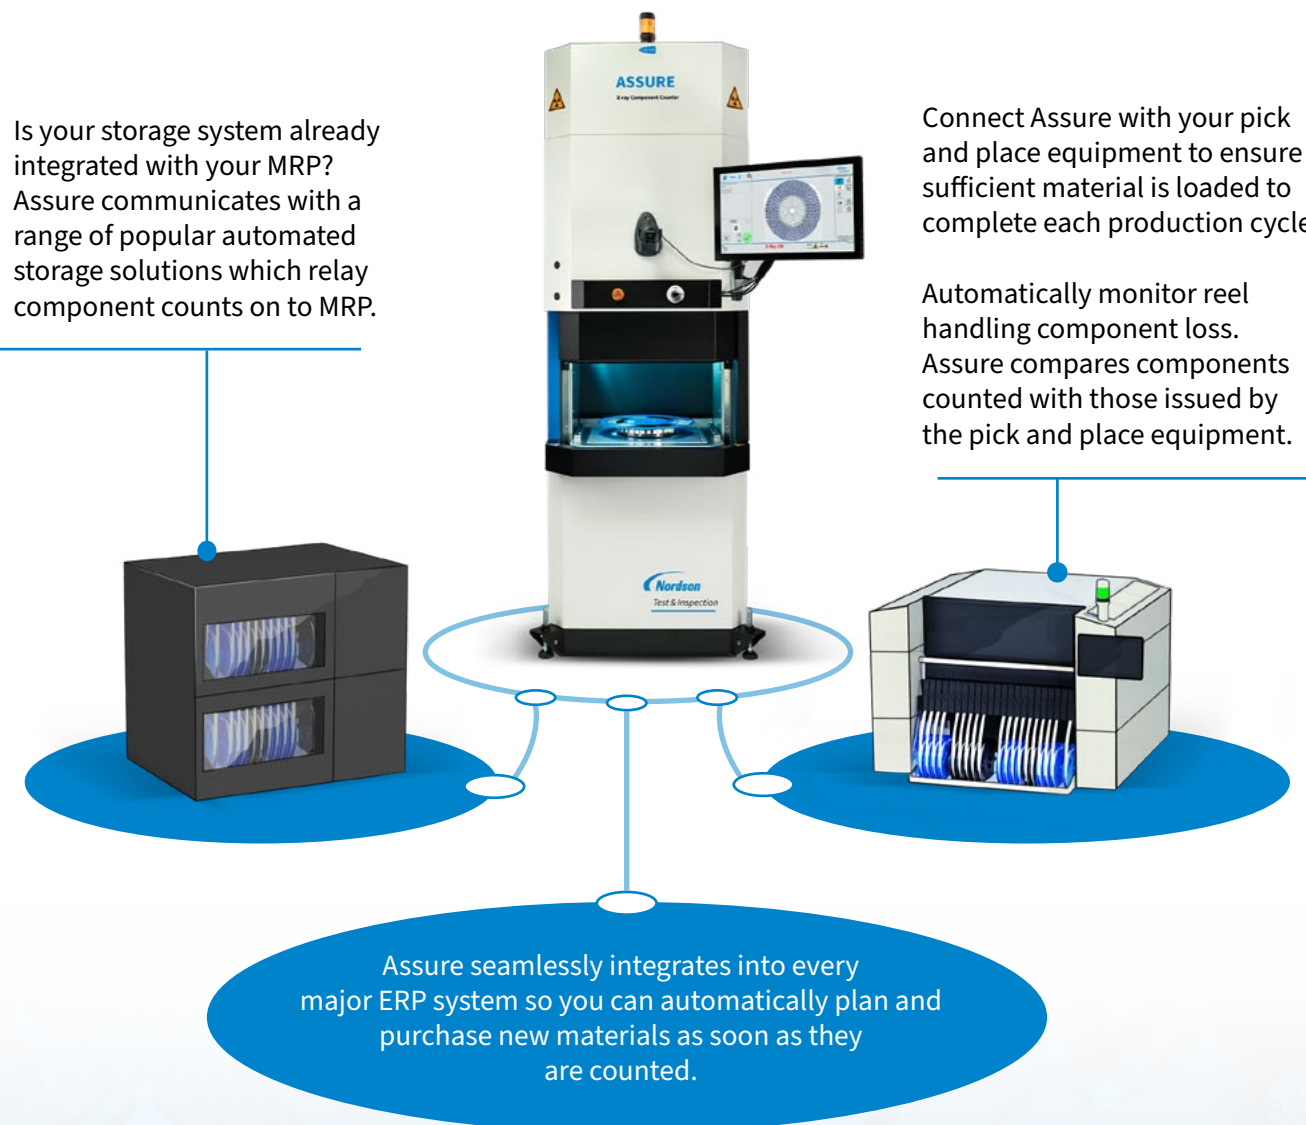 Is your storage system already
integrated with your MRP?
Assure communicates with a
range of popular automated
storage solutions which relay
component counts on to MRP.
ASSURE
X-ray Component Counter
Connect Assure with your pick
and place equipment to ensure
sufficient material is loaded to
complete each production cycle
Automatically monitor reel
handling component loss.
Assure compares components
counted with those issued by
the pick and place equipment.
Nordson
Test & Inspection
Assure seamlessly integrates into every
major ERP system so you can automatically plan and
purchase new materials as soon as they
are counted.